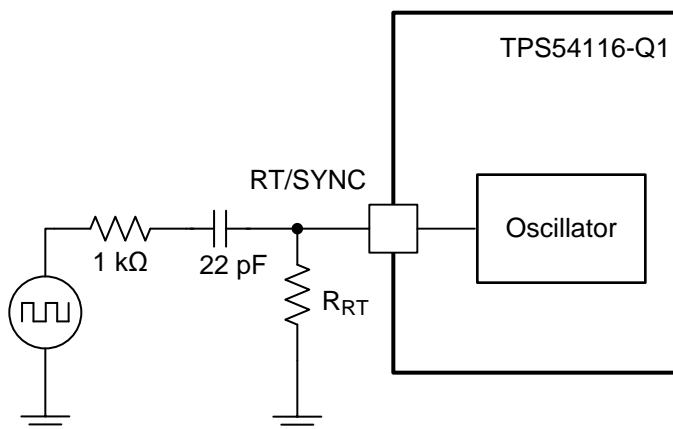 TPS54116-Q1
RT/SYNC
Oscillator
1 kΩ
22 pF
RRT